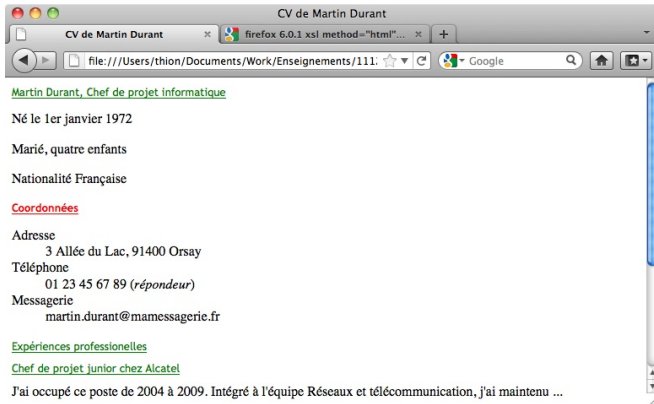 CV de Martin Durant
CV de Martin Durant
firefox 6.0.1 xsl method="html"...
file:///Users/thion/Documents/Work/Enseignements/111
Google
Martin Durant, Chef de projet informatique
Né le 1er janvier 1972
Marié, quatre enfants
Nationalité Française
Coordonnées
Adresse
3 Allée du Lac, 91400 Orsay
Téléphone
01 23 45 67 89 (répondeur)
Messagerie
martin.durant@mamessagerie.fr
Expériences professionelles
Chef de projet junior chez Alcatel
J'ai occupé ce poste de 2004 à 2009. Intégré à l'équipe Réseaux et télécommunication, j'ai maintenu ...